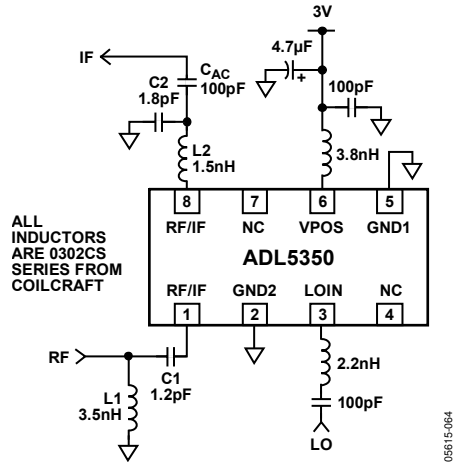 3V
IF
4.7µF
+
CAC
100pF
100pF
C2
1.8pF
L2
1.5nH
3.8nH
8
7
6
5
RF/IF
NC
VPOS
GND1
ALL
INDUCTORS
ARE 0302CS
SERIES FROM
COILCRAFT
ADL5350
RF/IF
GND2
LOIN
NC
1
2
3
4
RF
C1
1.2pF
2.2nH
L1
3.5nH
100pF
LO
05615-064